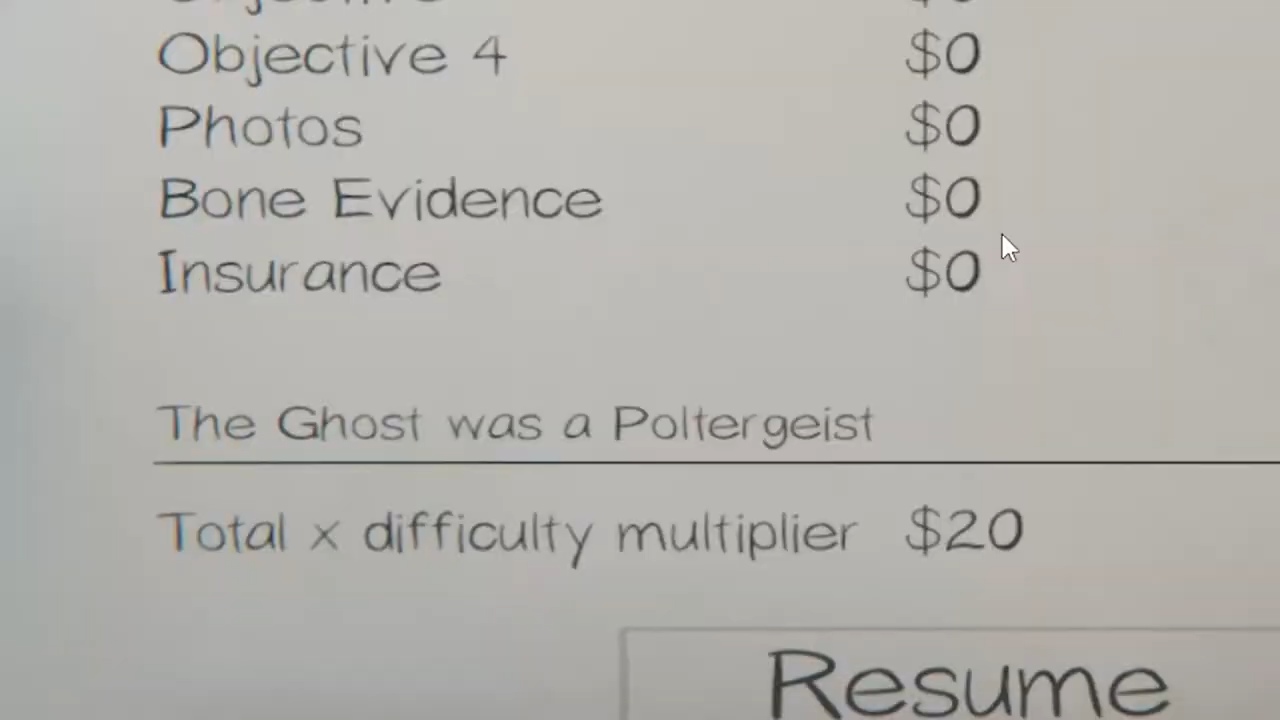 Objective 4 $0
Photos $0
Bone Evidence $0
Insurance $0
The Ghost was a Poltergeist
Total x difficulty multiplier $20
Resume